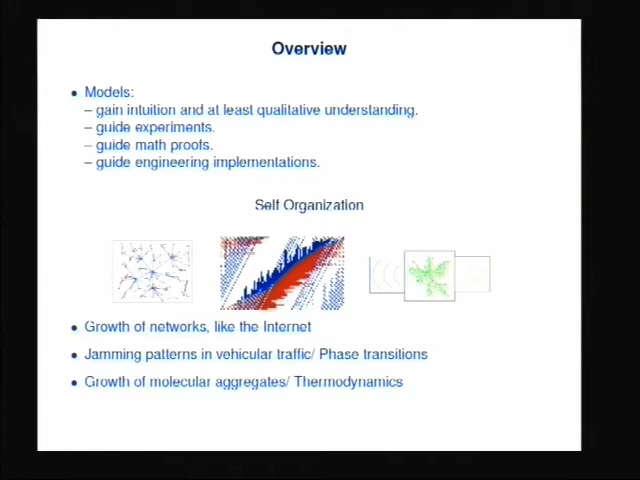 Overview
• Models:
– gain intuition and at least qualitative understanding.
– guide experiments.
– guide math proofs.
– guide engineering implementations.
Self Organization
• Growth of networks, like the Internet
• Jamming patterns in vehicular traffic/ Phase transitions
• Growth of molecular aggregates/ Thermodynamics